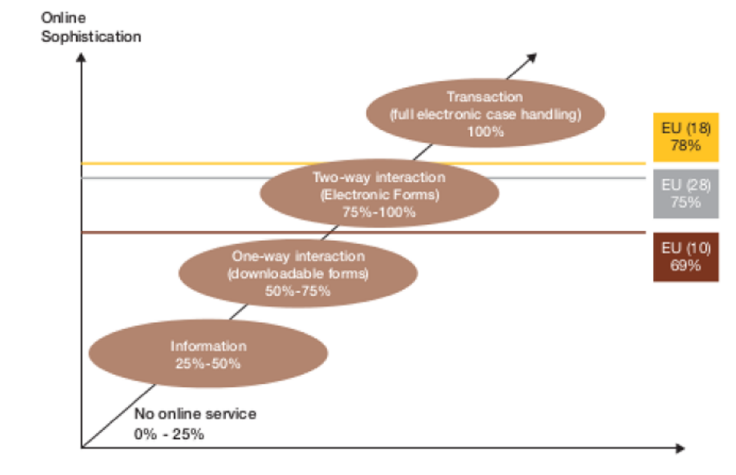 Online
Sophistication
Transaction
(full electronic case handling)
100%
EU (18)
78%
Two-way interaction
(Electronic Forms)
75%-100%
EU (28)
75%
One-way interaction
(downloadable forms)
50%-75%
EU (10)
69%
Information
25%-50%
No online service
0% - 25%